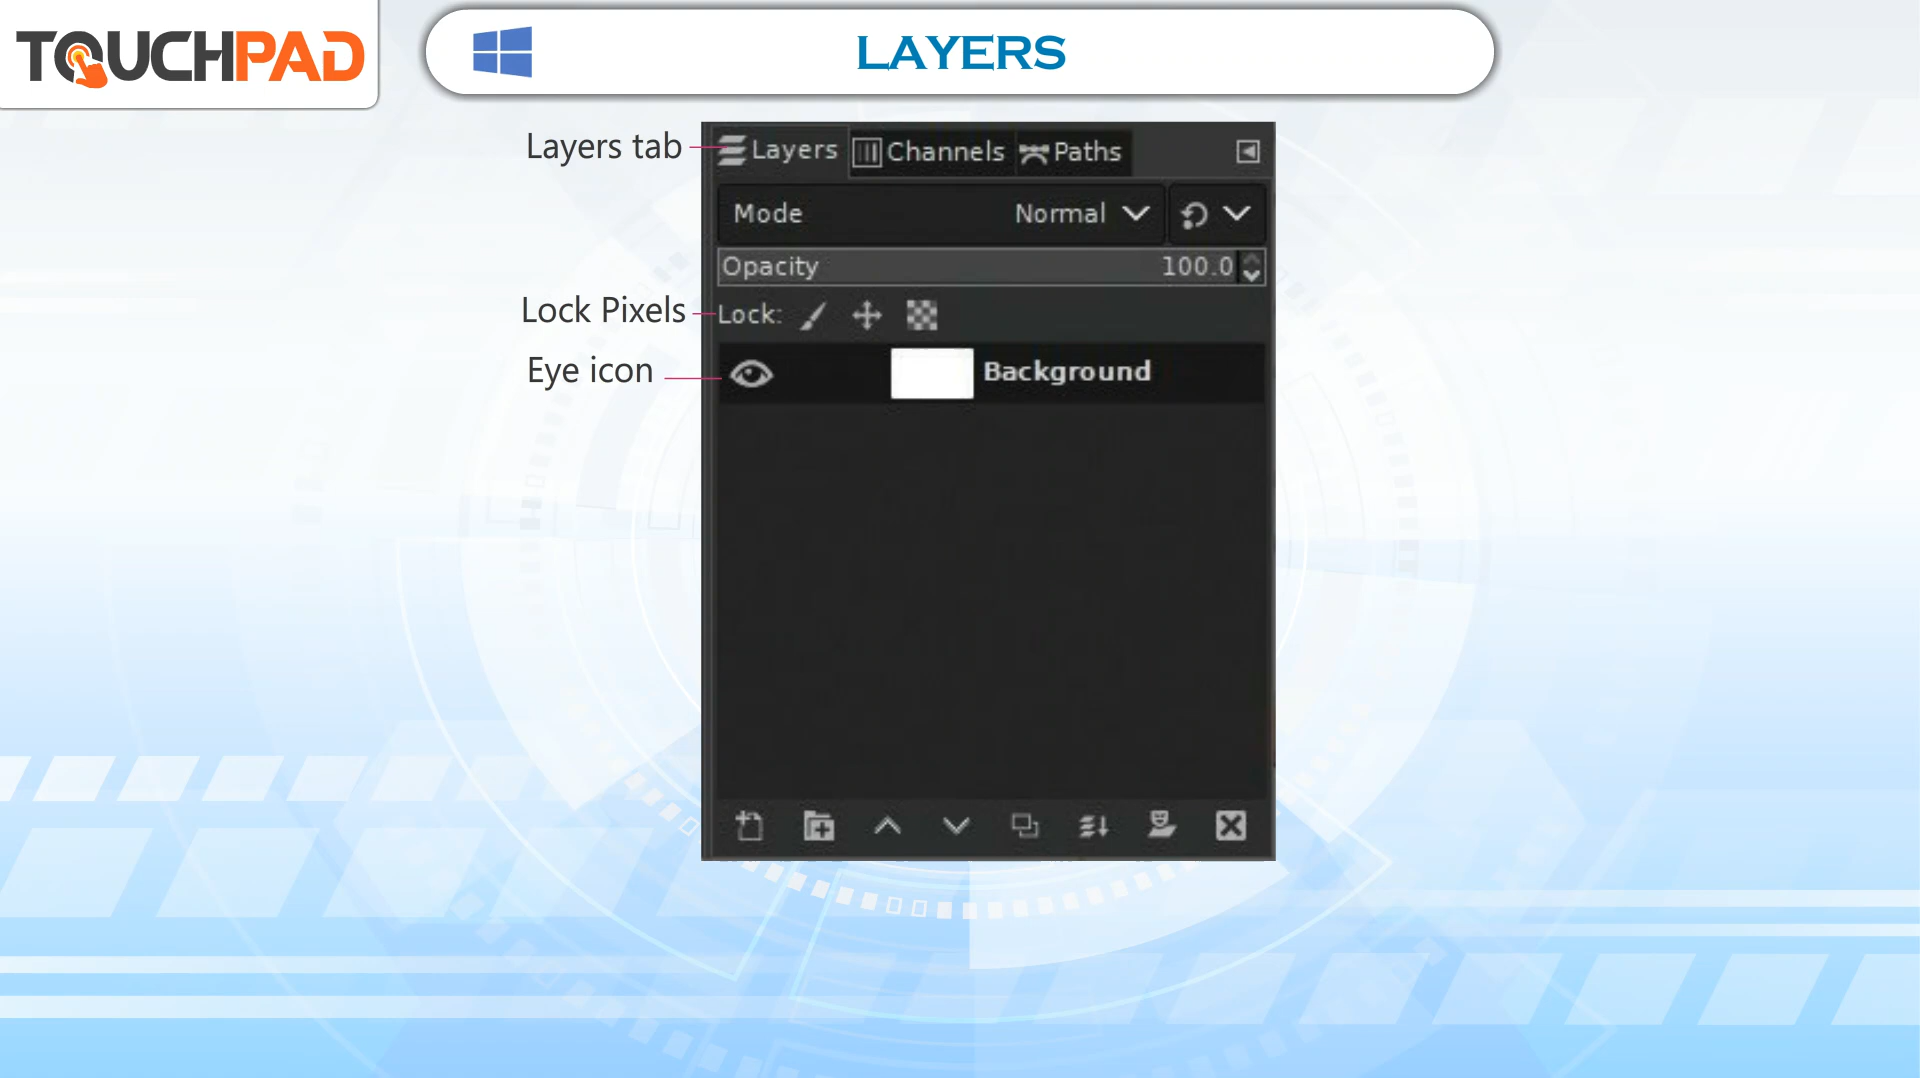 TOUCHPAD
LAYERS
Layers tab
Layers Channels Paths
Mode Normal
Opacity 100.0
Lock Pixels
Lock:
Eye icon
Background